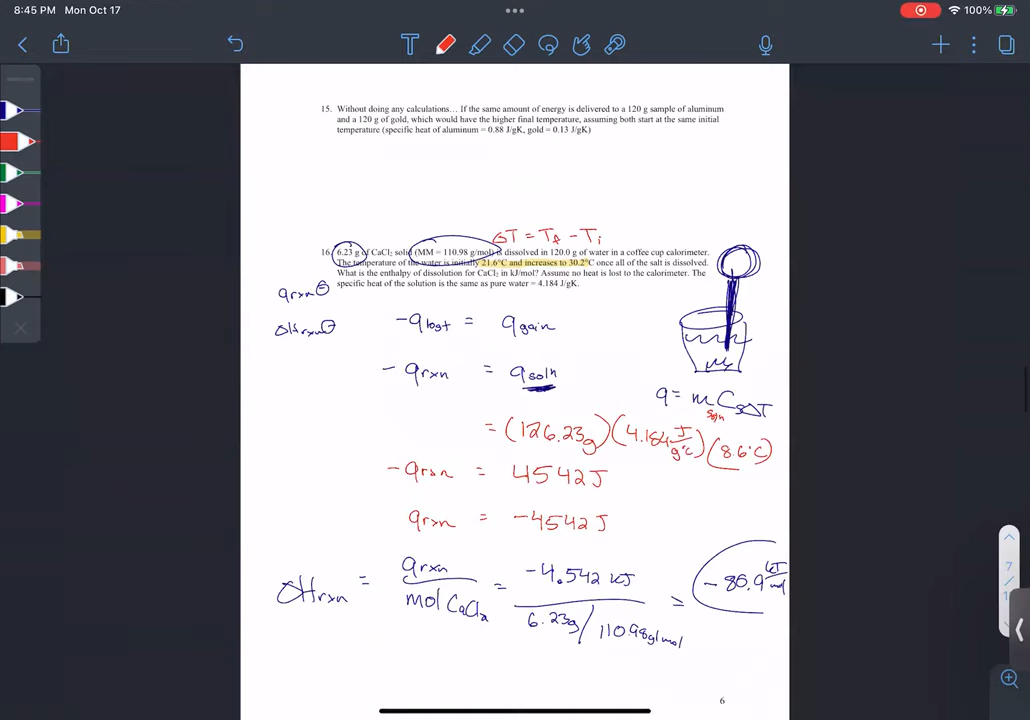 8:45 PM Mon Oct 17
100%
15. Without doing any calculations… If the same amount of energy is delivered to a 120 g sample of aluminum
and a 120 g of gold, which would have the higher final temperature, assuming both start at the same initial
temperature (specific heat of aluminum = 0.88 J/gK, gold = 0.13 J/gK)
ΔT = Tf - Ti
16. 6.23 g of CaCl₂ solid (MM = 110.98 g/mol) is dissolved in 120.0 g of water in a coffee cup calorimeter.
The temperature of the water is initially 21.6°C and increases to 30.2°C once all of the salt is dissolved.
What is the enthalpy of dissolution for CaCl₂ in kJ/mol? Assume no heat is lost to the calorimeter. The
specific heat of the solution is the same as pure water = 4.184 J/gK.
qrxn ⊖
ΔHrxn ⊖
-qlost = qgain
-qrxn = qsoln
q = mCΔT
soln
= (126.23g)(4.184 J/g°C)(8.6°C)
-qrxn = 4542J
qrxn = -4542J
ΔHrxn = qrxn / mol CaCl₂ = -4.542 kJ / 6.23g/110.98g/mol = -80.9 kJ/mol
6
7
T